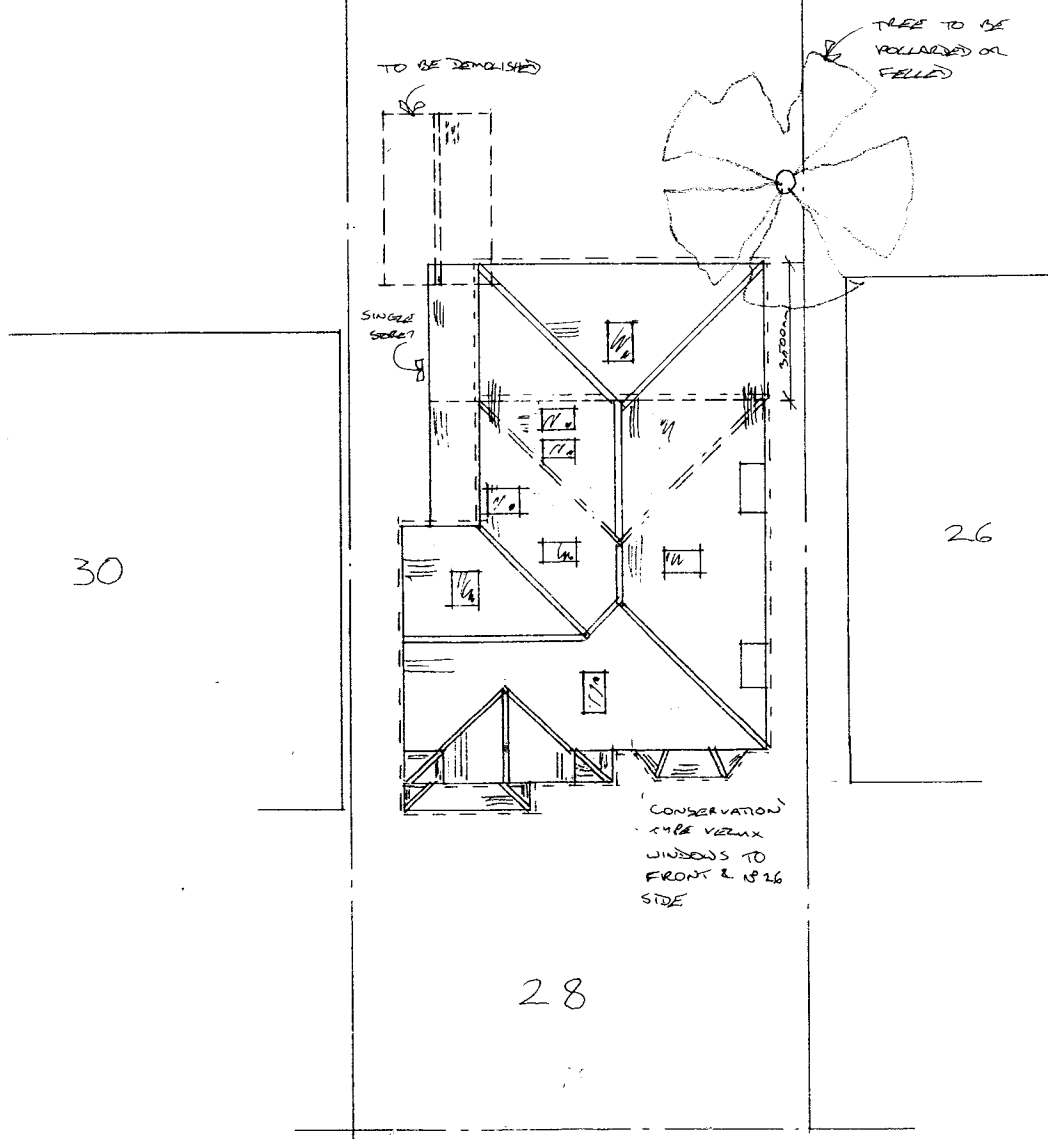 TREE TO BE
POLLARDED OR
FELLED
TO BE DEMOLISHED
SINGLE
STOREY
3500mm
30
26
'CONSERVATION'
TYPE VELUX
WINDOWS TO
FRONT & Nº 26
SIDE
28